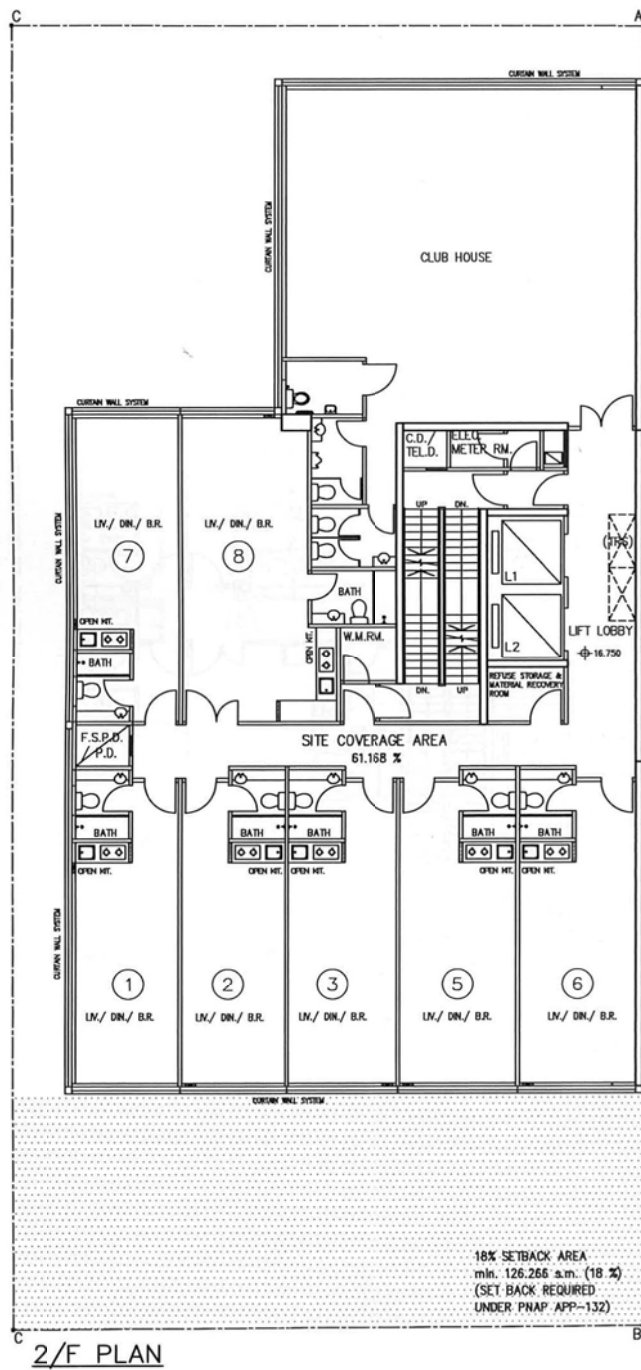 C
A
CURTAIN WALL SYSTEM
CURTAIN WALL SYSTEM
CLUB HOUSE
CURTAIN WALL SYSTEM
C.D./
TEL.D.
ELEC.
METER RM.
UP
DN.
CURTAIN WALL SYSTEM
LIV./ DIN./ B.R.
7
LIV./ DIN./ B.R.
8
(TRS)
L1
BATH
OPEN KIT.
L2
LIFT LOBBY
16.750
BATH
OPEN KIT.
W.M.RM.
REFUSE STORAGE &
MATERIAL RECOVERY
ROOM
DN.
UP
F.S.P.D.
P.D.
SITE COVERAGE AREA
61.168 %
BATH
BATH
BATH
BATH
BATH
OPEN KIT.
OPEN KIT.
OPEN KIT.
OPEN KIT.
OPEN KIT.
CURTAIN WALL SYSTEM
1
2
3
5
6
LIV./ DIN./ B.R.
LIV./ DIN./ B.R.
LIV./ DIN./ B.R.
LIV./ DIN./ B.R.
LIV./ DIN./ B.R.
CURTAIN WALL SYSTEM
18% SETBACK AREA
min. 126.266 s.m. (18 %)
(SET BACK REQUIRED
UNDER PNAP APP-132)
C
B
2/F PLAN